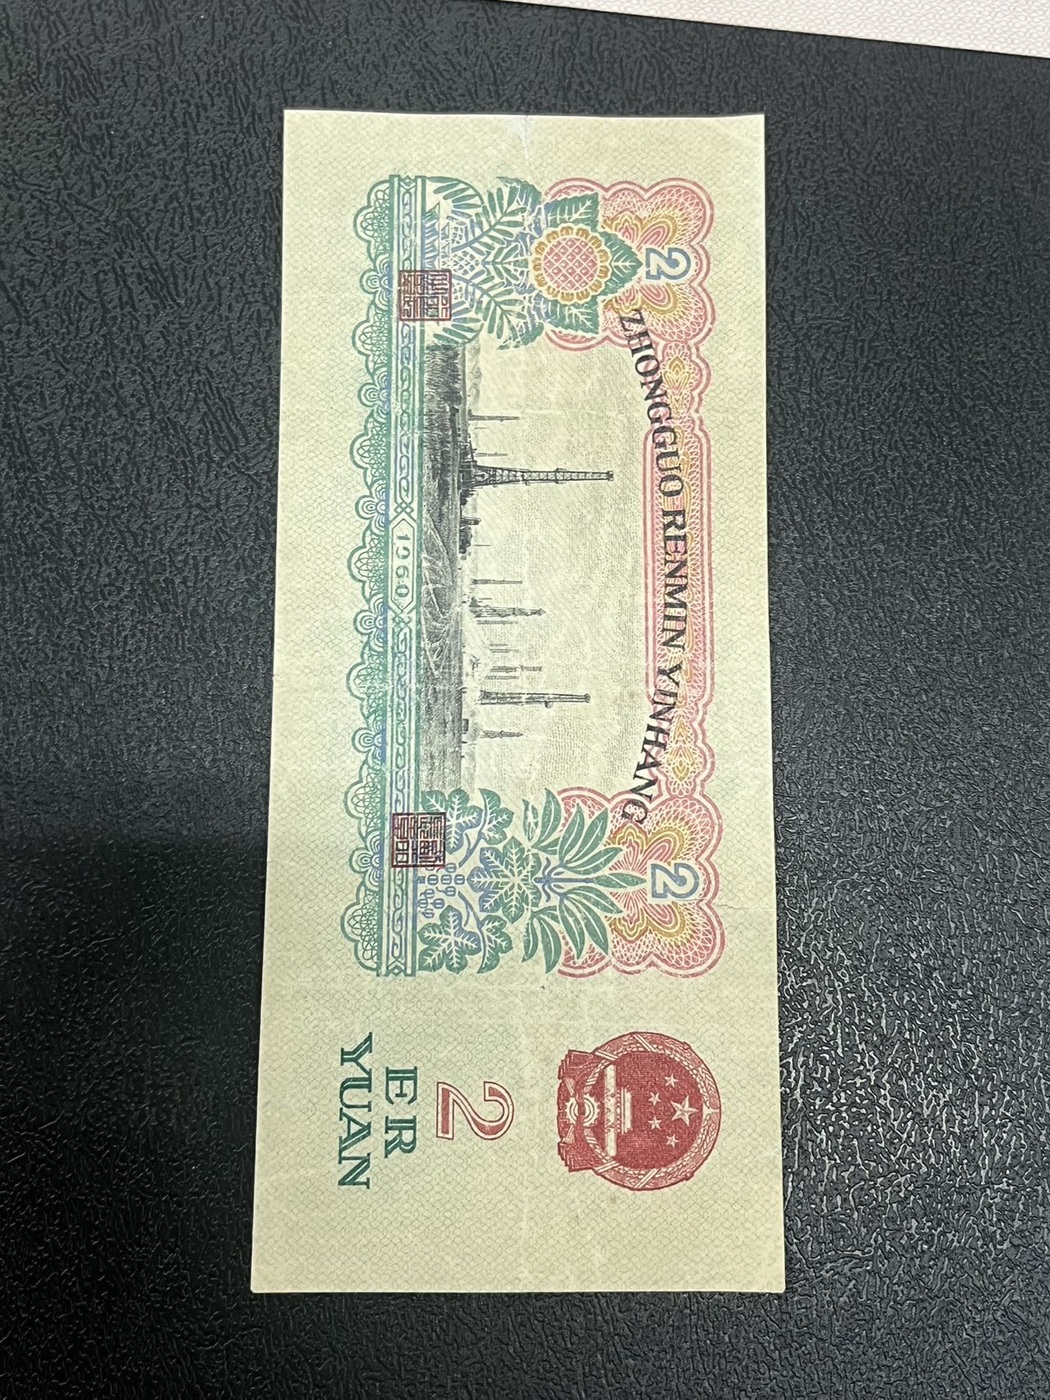 2
2
ZHONGGUO RENMIN YINHANG
1960
2
ER
YUAN